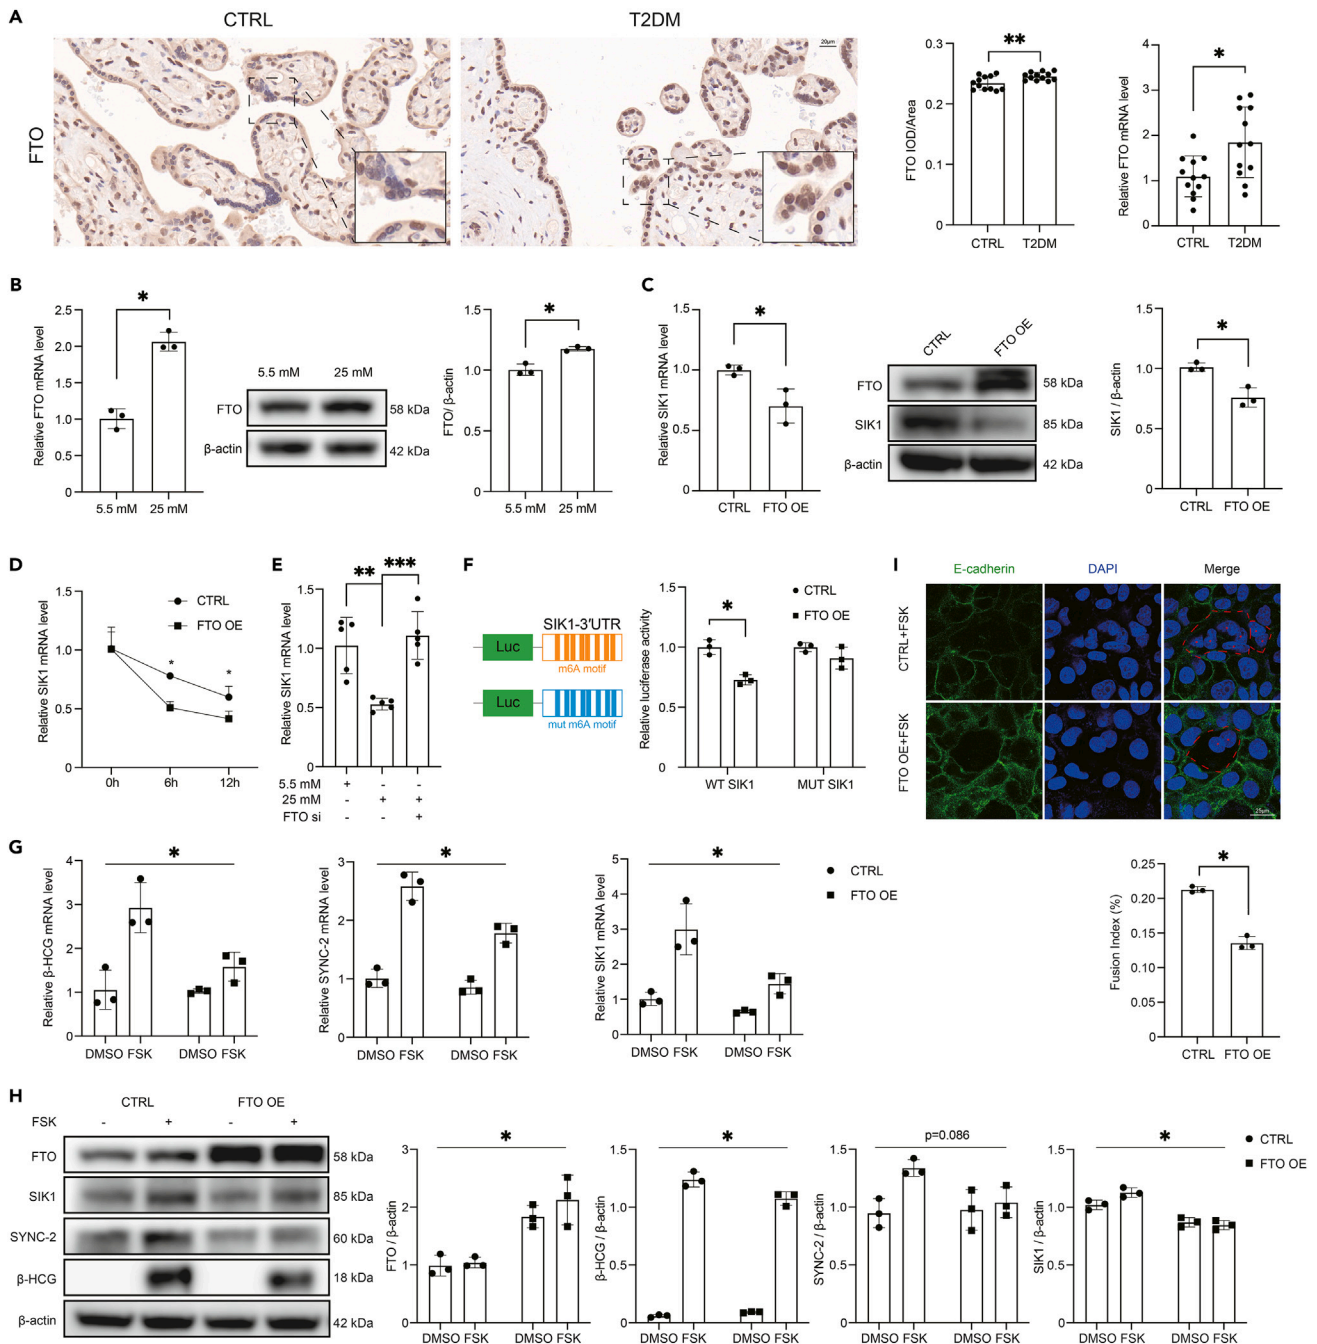 A
CTRL
T2DM
FTO
20μm
FTO IOD/Area
0.3
0.2
0.1
0
**
CTRL T2DM
Relative FTO mRNA level
4
3
2
1
0
*
CTRL T2DM
B
Relative FTO mRNA level
2.5
2.0
1.5
1.0
0.5
0
*
5.5 mM 25 mM
5.5 mM 25 mM
FTO 58 kDa
β-actin 42 kDa
FTO/ β-actin
1.5
1.0
0.5
0
*
5.5 mM 25 mM
C
Relative SIK1 mRNA level
1.5
1.0
0.5
0
*
CTRL FTO OE
CTRL FTO OE
FTO 58 kDa
SIK1 85 kDa
β-actin 42 kDa
SIK1 / β-actin
1.5
1.0
0.5
0
*
CTRL FTO OE
D
Relative SIK1 mRNA level
1.5
1.0
0.5
0
CTRL
FTO OE
* *
0h 6h 12h
E
Relative SIK1 mRNA level
1.5
1.0
0.5
0
** ***
5.5 mM + - -
25 mM - + +
FTO si - - +
F
SIK1-3'UTR
Luc
m6A motif
Luc
mut m6A motif
Relative luciferase activity
1.5
1.0
0.5
0
*
CTRL
FTO OE
WT SIK1 MUT SIK1
I
E-cadherin DAPI Merge
CTRL+FSK
FTO OE+FSK
25μm
Fusion Index (%)
0.25
0.20
0.15
0.10
0.05
0
*
CTRL FTO OE
G
Relative β-HCG mRNA level
4
3
2
1
0
*
DMSO FSK DMSO FSK
Relative SYNC-2 mRNA level
3
2
1
0
*
DMSO FSK DMSO FSK
Relative SIK1 mRNA level
5
4
3
2
1
0
*
DMSO FSK DMSO FSK
CTRL
FTO OE
H
CTRL FTO OE
FSK - + - +
FTO 58 kDa
SIK1 85 kDa
SYNC-2 60 kDa
β-HCG 18 kDa
β-actin 42 kDa
FTO / β-actin
3
2
1
0
*
DMSO FSK DMSO FSK
β-HCG / β-actin
1.5
1.0
0.5
0
*
DMSO FSK DMSO FSK
SYNC-2 / β-actin
1.5
1.0
0.5
0
p=0.086
DMSO FSK DMSO FSK
SIK1 / β-actin
1.5
1.0
0.5
0
*
DMSO FSK DMSO FSK
CTRL
FTO OE